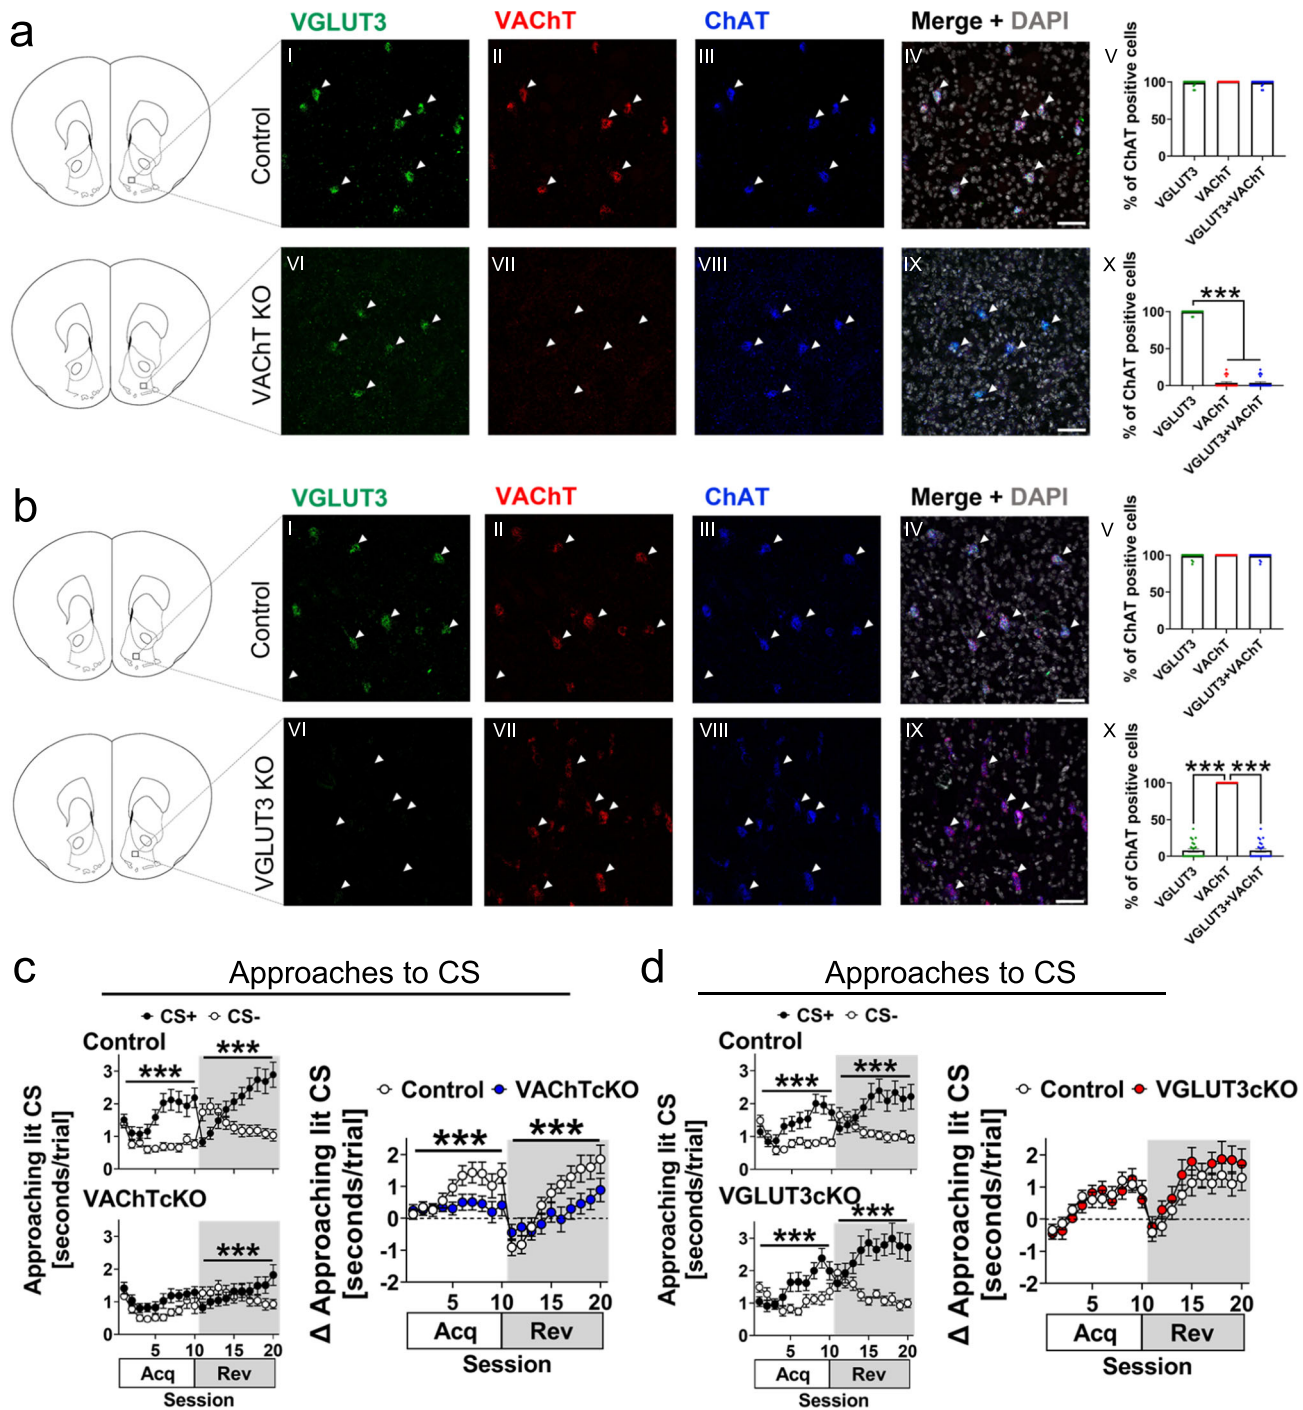 a
VGLUT3 VAChT ChAT Merge + DAPI
Control
I II III IV V
% of ChAT positive cells
100
50
0
VGLUT3 VAChT VGLUT3+VAChT
VAChT KO
VI VII VIII IX X
% of ChAT positive cells
***
100
50
0
VGLUT3 VAChT VGLUT3+VAChT
b
VGLUT3 VAChT ChAT Merge + DAPI
Control
I II III IV V
% of ChAT positive cells
100
50
0
VGLUT3 VAChT VGLUT3+VAChT
VGLUT3 KO
VI VII VIII IX X
% of ChAT positive cells
*** ***
100
50
0
VGLUT3 VAChT VGLUT3+VAChT
c
Approaches to CS
CS+ CS-
Control
*** ***
3
2
1
0
VAChTcKO
***
3
2
1
0
Approaching lit CS
[seconds/trial]
5 10 15 20
Acq Rev
Session
Control VAChTcKO
*** ***
2
1
0
-1
-2
Δ Approaching lit CS
[seconds/trial]
5 10 15 20
Acq Rev
Session
d
Approaches to CS
CS+ CS-
Control
*** ***
3
2
1
0
VGLUT3cKO
*** ***
3
2
1
0
Approaching lit CS
[seconds/trial]
5 10 15 20
Acq Rev
Session
Control VGLUT3cKO
2
1
0
-1
-2
Δ Approaching lit CS
[seconds/trial]
5 10 15 20
Acq Rev
Session